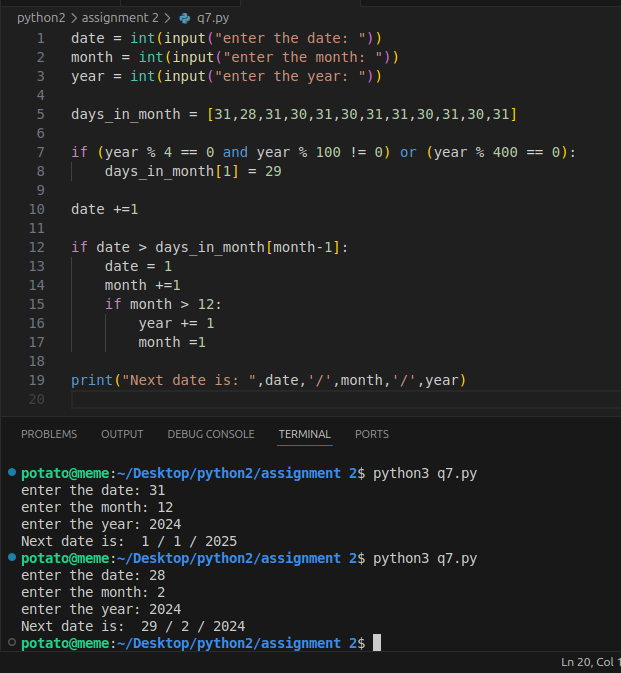 python2 > assignment 2 > q7.py
1 date = int(input("enter the date: "))
2 month = int(input("enter the month: "))
3 year = int(input("enter the year: "))
4
5 days_in_month = [31,28,31,30,31,30,31,31,30,31,30,31]
6
7 if (year % 4 == 0 and year % 100 != 0) or (year % 400 == 0):
8     days_in_month[1] = 29
9
10 date +=1
11
12 if date > days_in_month[month-1]:
13     date = 1
14     month +=1
15     if month > 12:
16         year += 1
17         month =1
18
19 print("Next date is: ",date,'/',month,'/',year)
20
PROBLEMS OUTPUT DEBUG CONSOLE TERMINAL PORTS
potato@meme:~/Desktop/python2/assignment 2$ python3 q7.py
enter the date: 31
enter the month: 12
enter the year: 2024
Next date is:  1 / 1 / 2025
potato@meme:~/Desktop/python2/assignment 2$ python3 q7.py
enter the date: 28
enter the month: 2
enter the year: 2024
Next date is:  29 / 2 / 2024
potato@meme:~/Desktop/python2/assignment 2$
Ln 20, Col 1